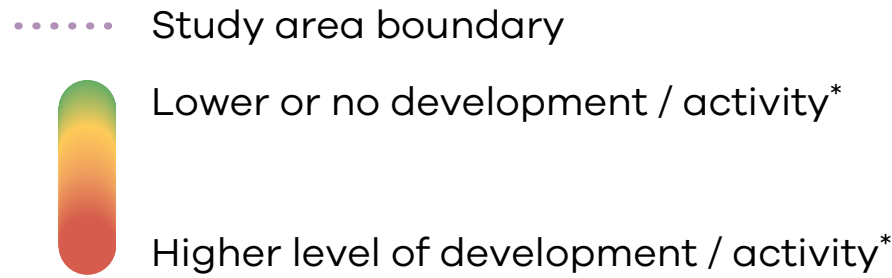 Study area boundary
Lower or no development / activity*
Higher level of development / activity*